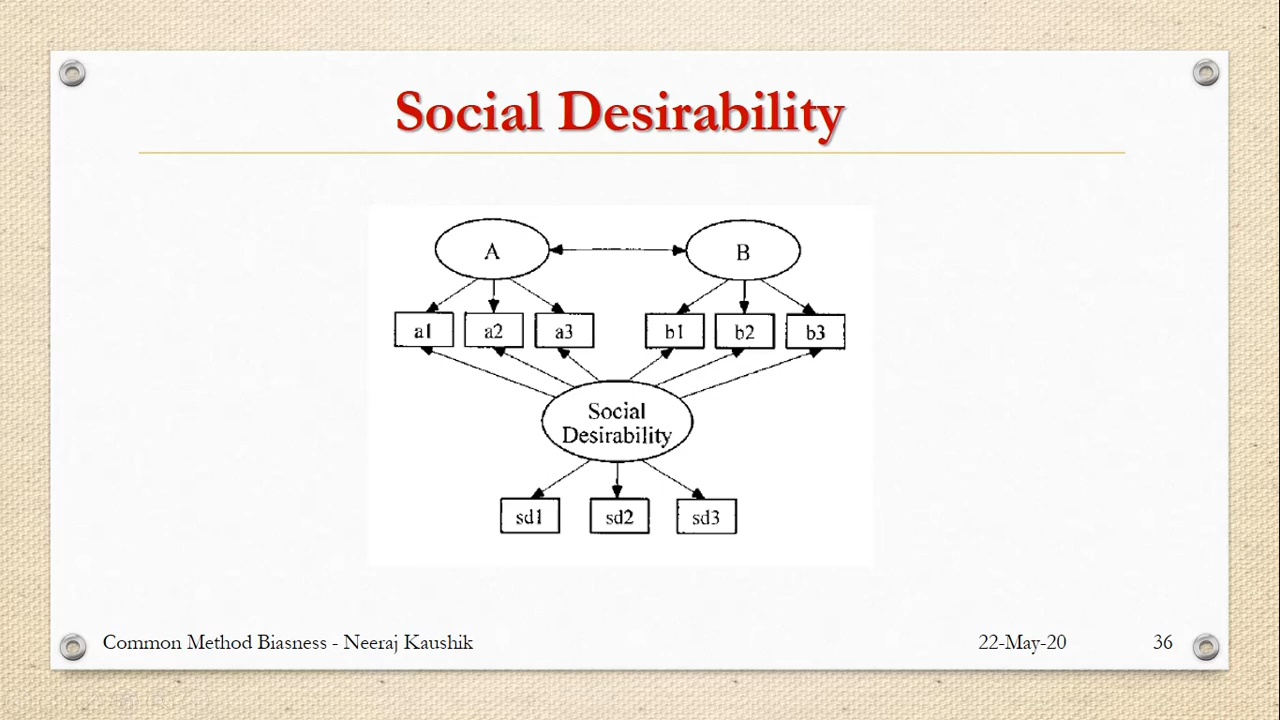 Social Desirability
A B
a1 a2 a3 b1 b2 b3
Social
Desirability
sd1 sd2 sd3
Common Method Biasness - Neeraj Kaushik 22-May-20 36